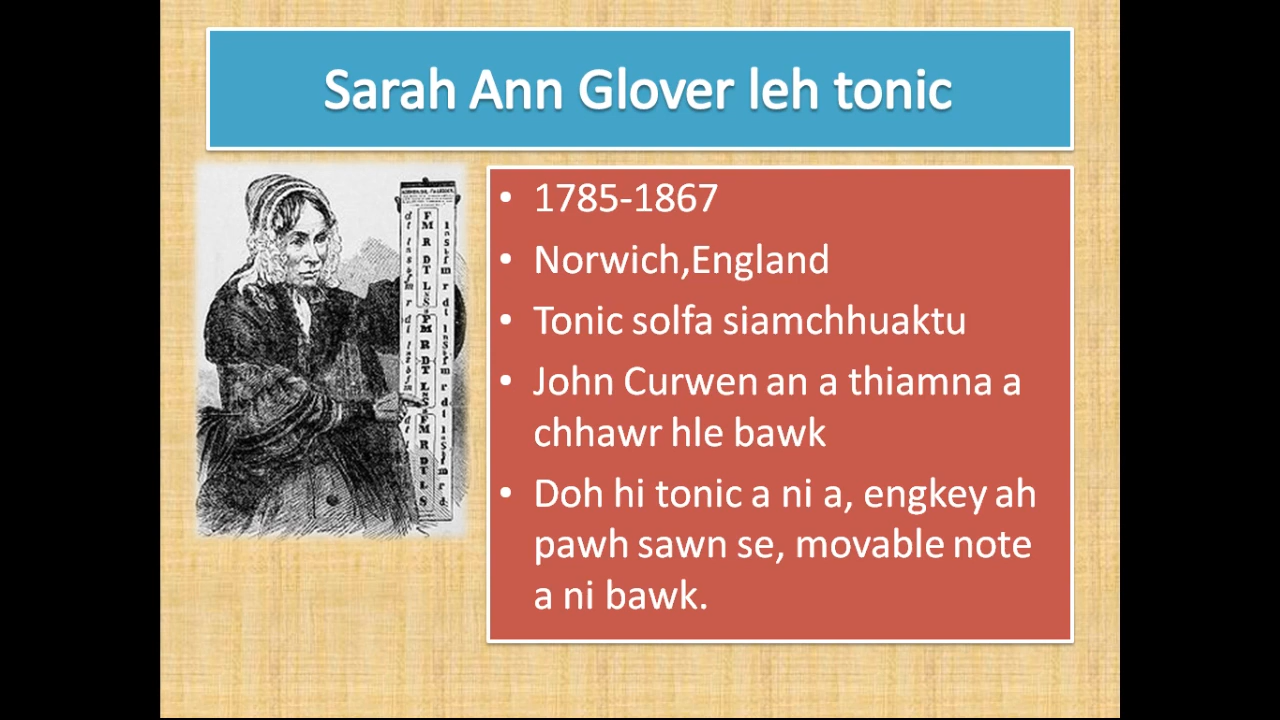 Sarah Ann Glover leh tonic
• 1785-1867
• Norwich,England
• Tonic solfa siamchhuaktu
• John Curwen an a thiamna a
chhawr hle bawk
• Doh hi tonic a ni a, engkey ah
pawh sawn se, movable note
a ni bawk.